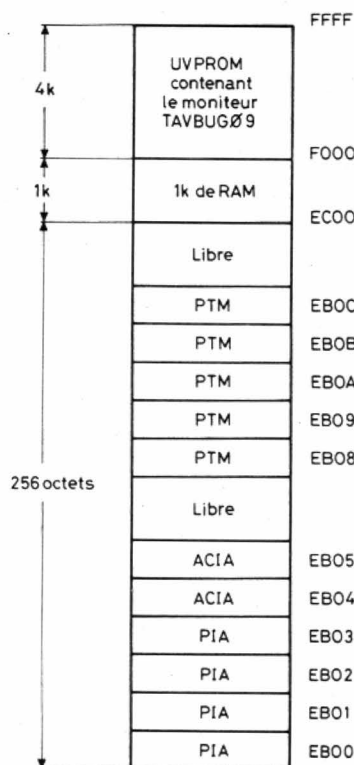 FFFF
UVPROM
contenant
le moniteur
TAVBUGØ9
4k
F000
1k
1k de RAM
EC00
Libre
PTM EB0C
PTM EB0B
PTM EB0A
PTM EB09
PTM EB08
256 octets
Libre
ACIA EB05
ACIA EB04
PIA EB03
PIA EB02
PIA EB01
PIA EB00